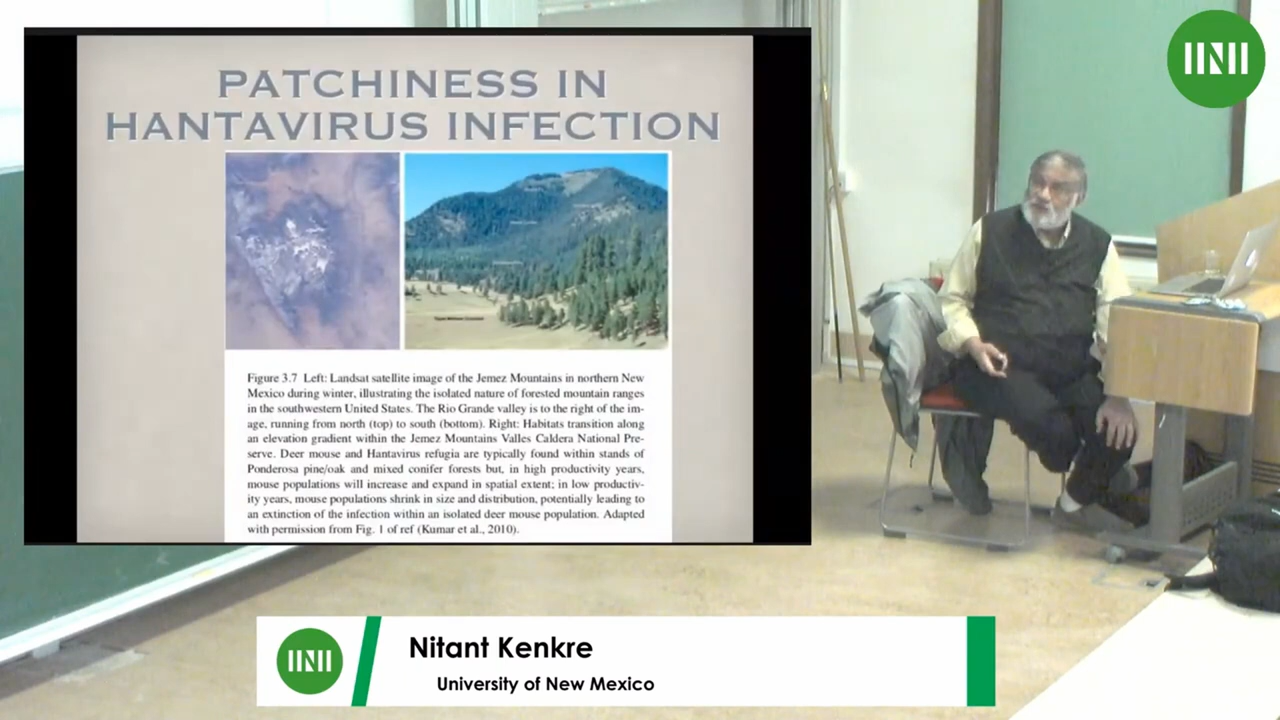 PATCHINESS IN
HANTAVIRUS INFECTION
Figure 3.7 Left: Landsat satellite image of the Jemez Mountains in northern New
Mexico during winter, illustrating the isolated nature of forested mountain ranges
in the southwestern United States. The Rio Grande valley is to the right of the im-
age, running from north (top) to south (bottom). Right: Habitats transition along
an elevation gradient within the Jemez Mountains Valles Caldera National Pre-
serve. Deer mouse and Hantavirus refugia are typically found within stands of
Ponderosa pine/oak and mixed conifer forests but, in high productivity years,
mouse populations will increase and expand in spatial extent; in low productiv-
ity years, mouse populations shrink in size and distribution, potentially leading to
an extinction of the infection within an isolated deer mouse population. Adapted
with permission from Fig. 1 of ref (Kumar et al., 2010).
Nitant Kenkre
University of New Mexico